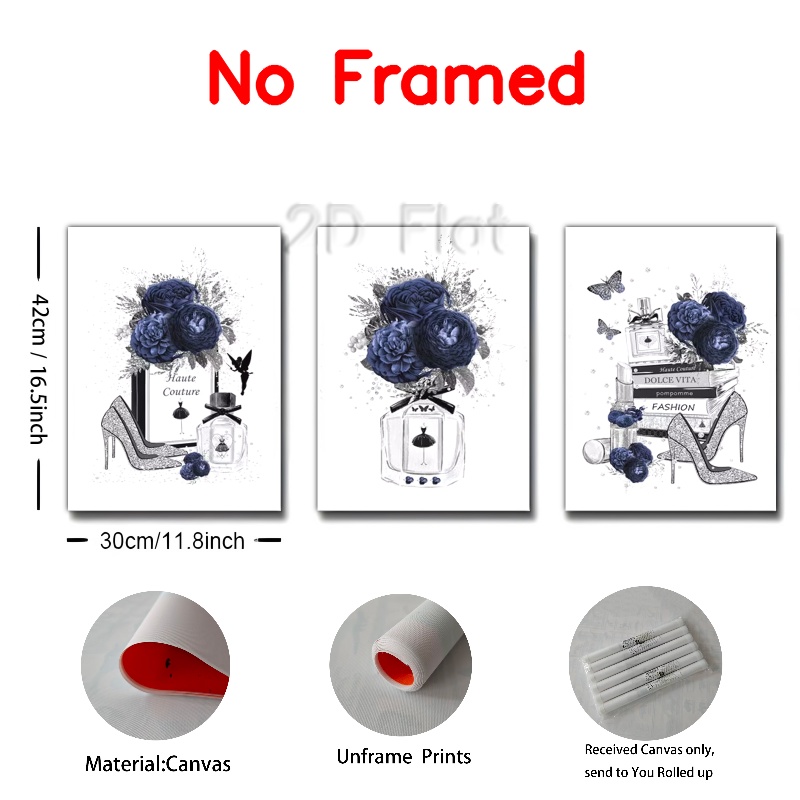 No Framed
2D Flat
42cm / 16.5inch
Haute
Couture
Haute Couture
DOLCE VITA
pompomme
FASHION
30cm/11.8inch
Material:Canvas
Unframe Prints
Received Canvas only,
send to You Rolled up